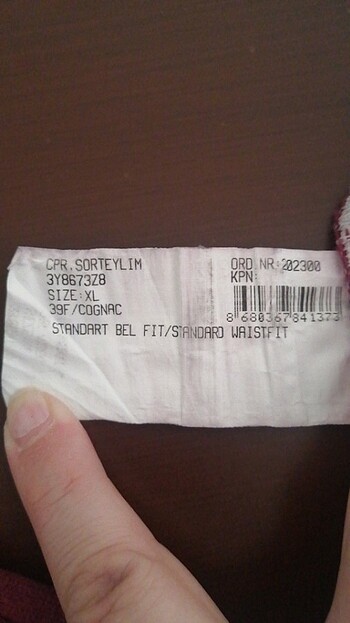 CPR.SORTEYLIM
3Y8673Z8
SIZE:XL
39F/COGNAC
STANDART BEL FIT/STANDARD WAISTFIT
ORD.NR:202300
KPN:
8 680367 841373